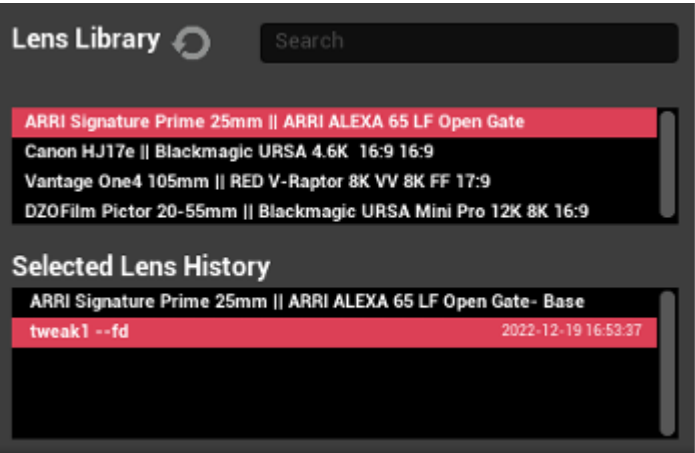 Lens Library
Search
ARRI Signature Prime 25mm || ARRI ALEXA 65 LF Open Gate
Canon HJ17e || Blackmagic URSA 4.6K  16:9 16:9
Vantage One4 105mm || RED V-Raptor 8K VV 8K FF 17:9
DZOFilm Pictor 20-55mm || Blackmagic URSA Mini Pro 12K 8K 16:9
Selected Lens History
ARRI Signature Prime 25mm || ARRI ALEXA 65 LF Open Gate- Base
tweak1 --fd 2022-12-19 16:53:37